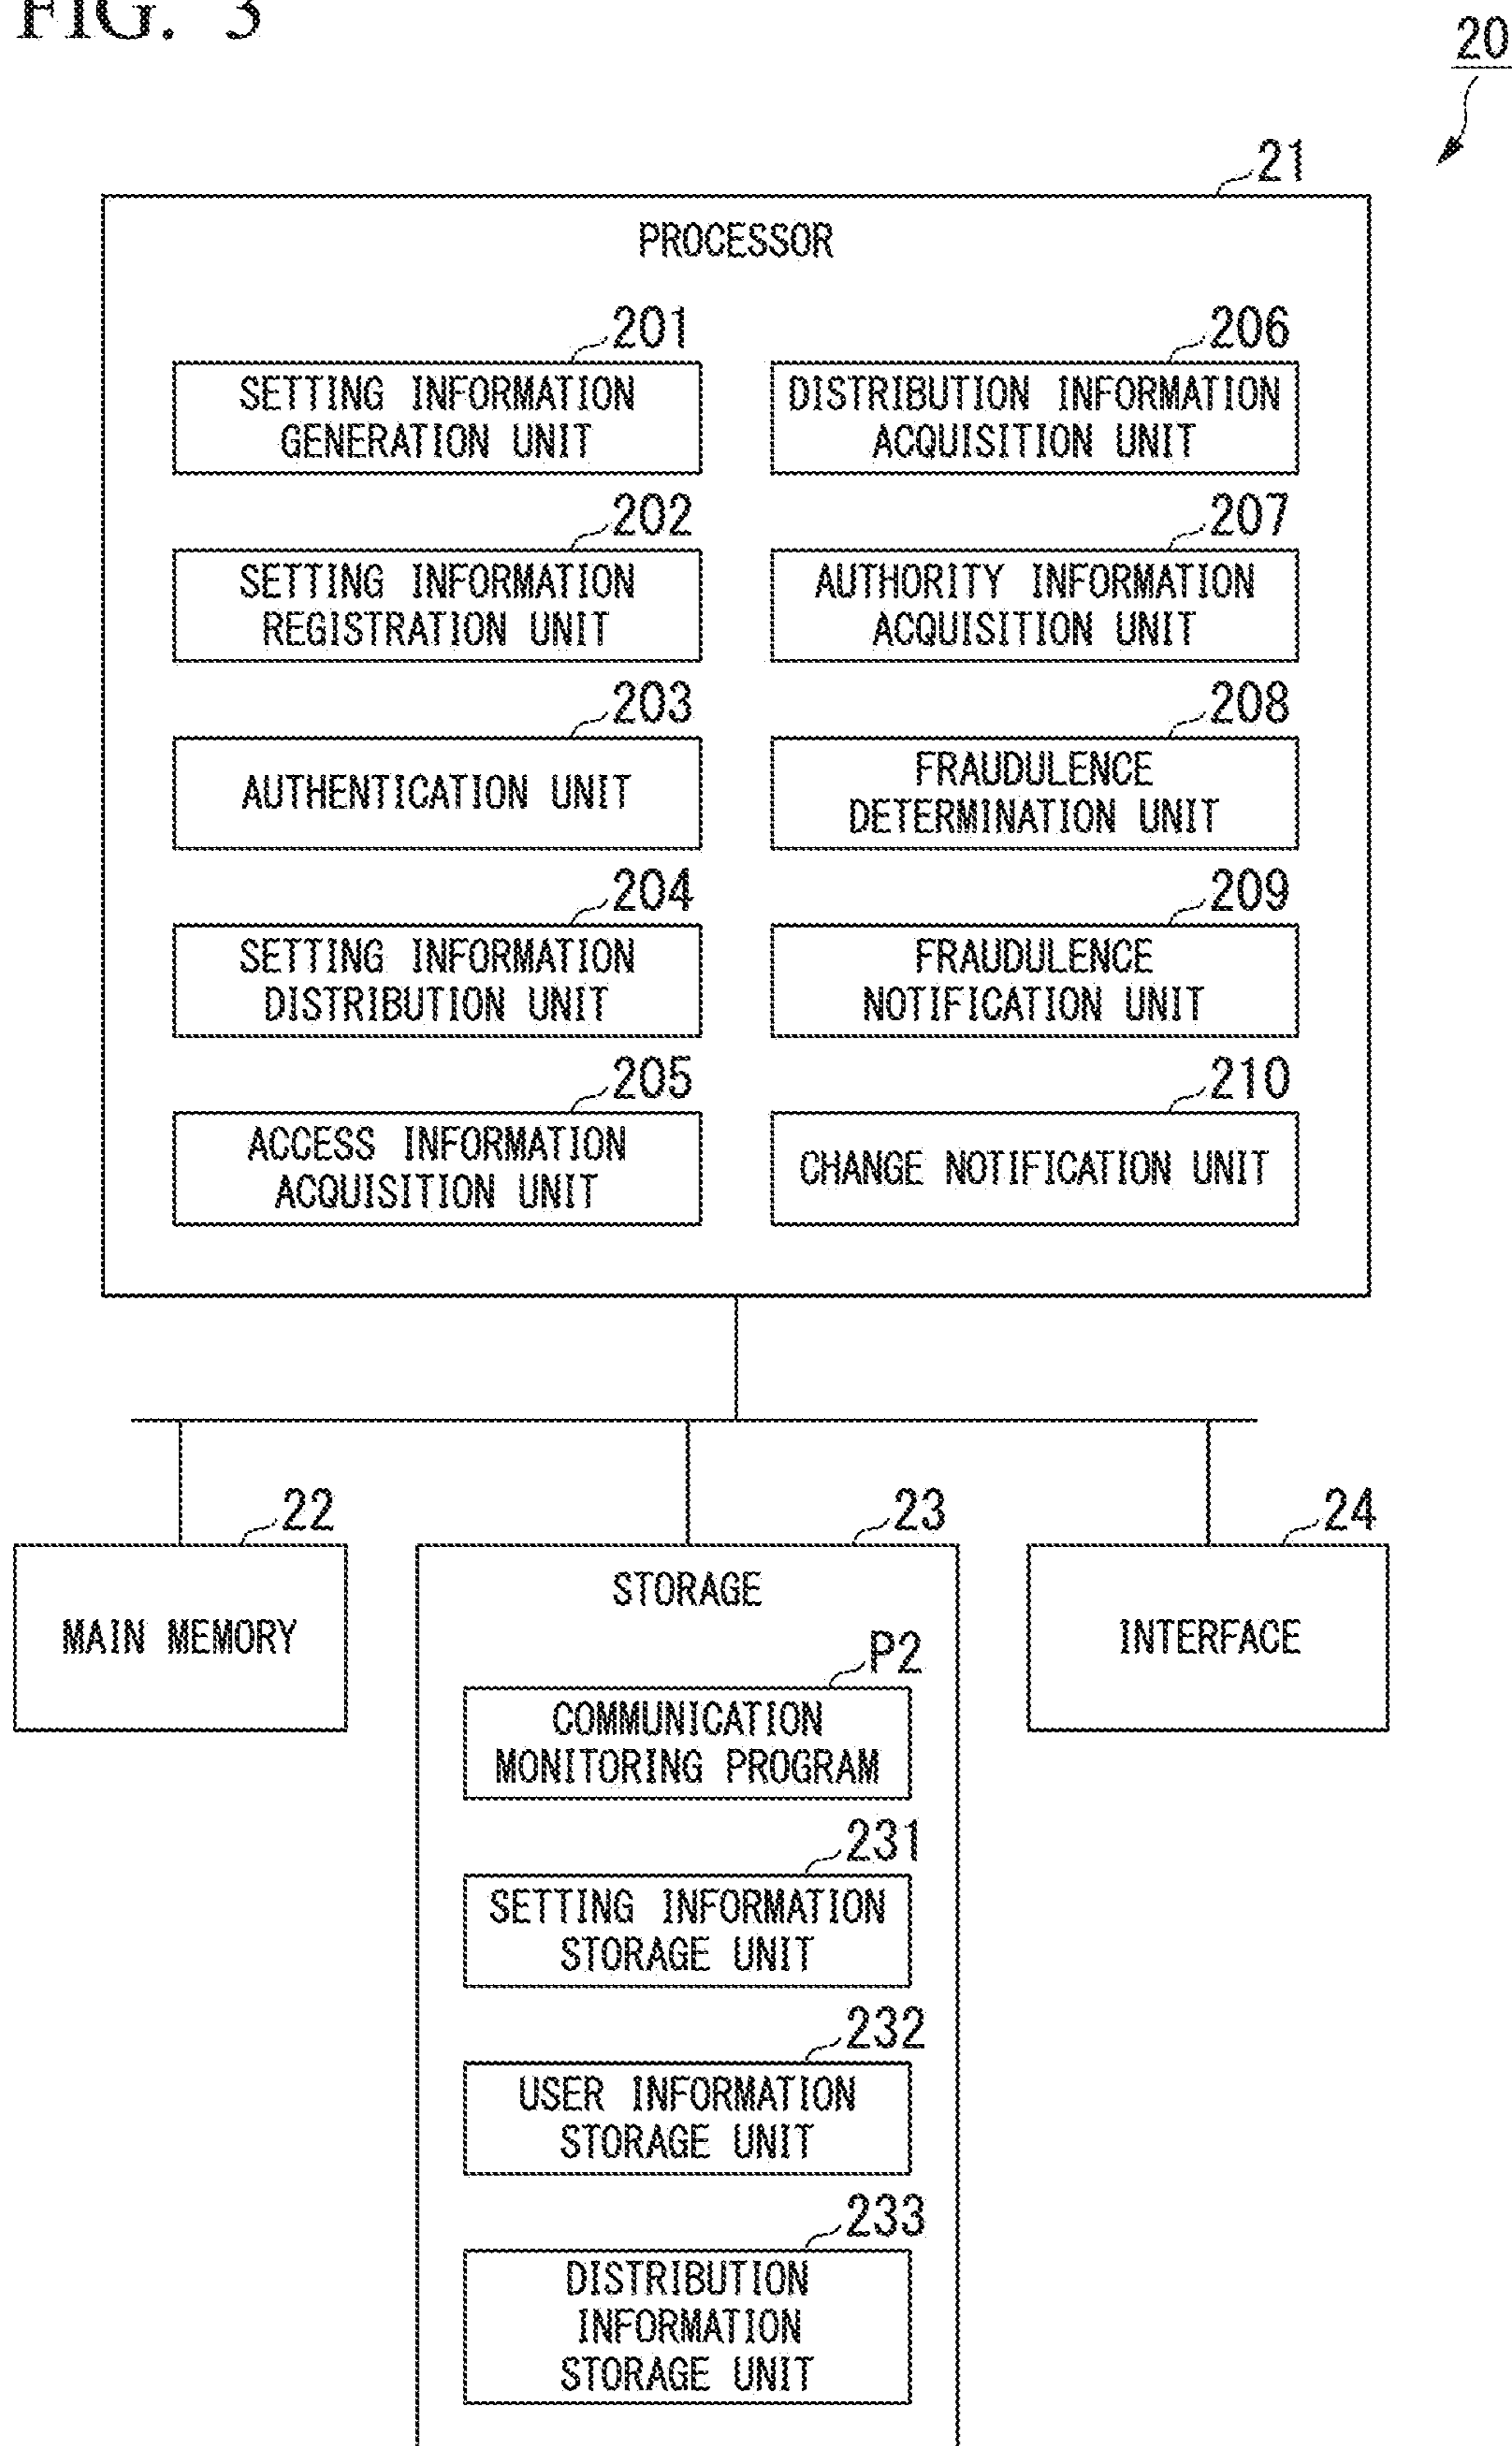 FIG. 3
20
21
PROCESSOR
201
SETTING INFORMATION
GENERATION UNIT
202
SETTING INFORMATION
REGISTRATION UNIT
203
AUTHENTICATION UNIT
204
SETTING INFORMATION
DISTRIBUTION UNIT
205
ACCESS INFORMATION
ACQUISITION UNIT
206
DISTRIBUTION INFORMATION
ACQUISITION UNIT
207
AUTHORITY INFORMATION
ACQUISITION UNIT
208
FRAUDULENCE
DETERMINATION UNIT
209
FRAUDULENCE
NOTIFICATION UNIT
210
CHANGE NOTIFICATION UNIT
22
MAIN MEMORY
23
STORAGE
P2
COMMUNICATION
MONITORING PROGRAM
231
SETTING INFORMATION
STORAGE UNIT
232
USER INFORMATION
STORAGE UNIT
233
DISTRIBUTION
INFORMATION
STORAGE UNIT
24
INTERFACE